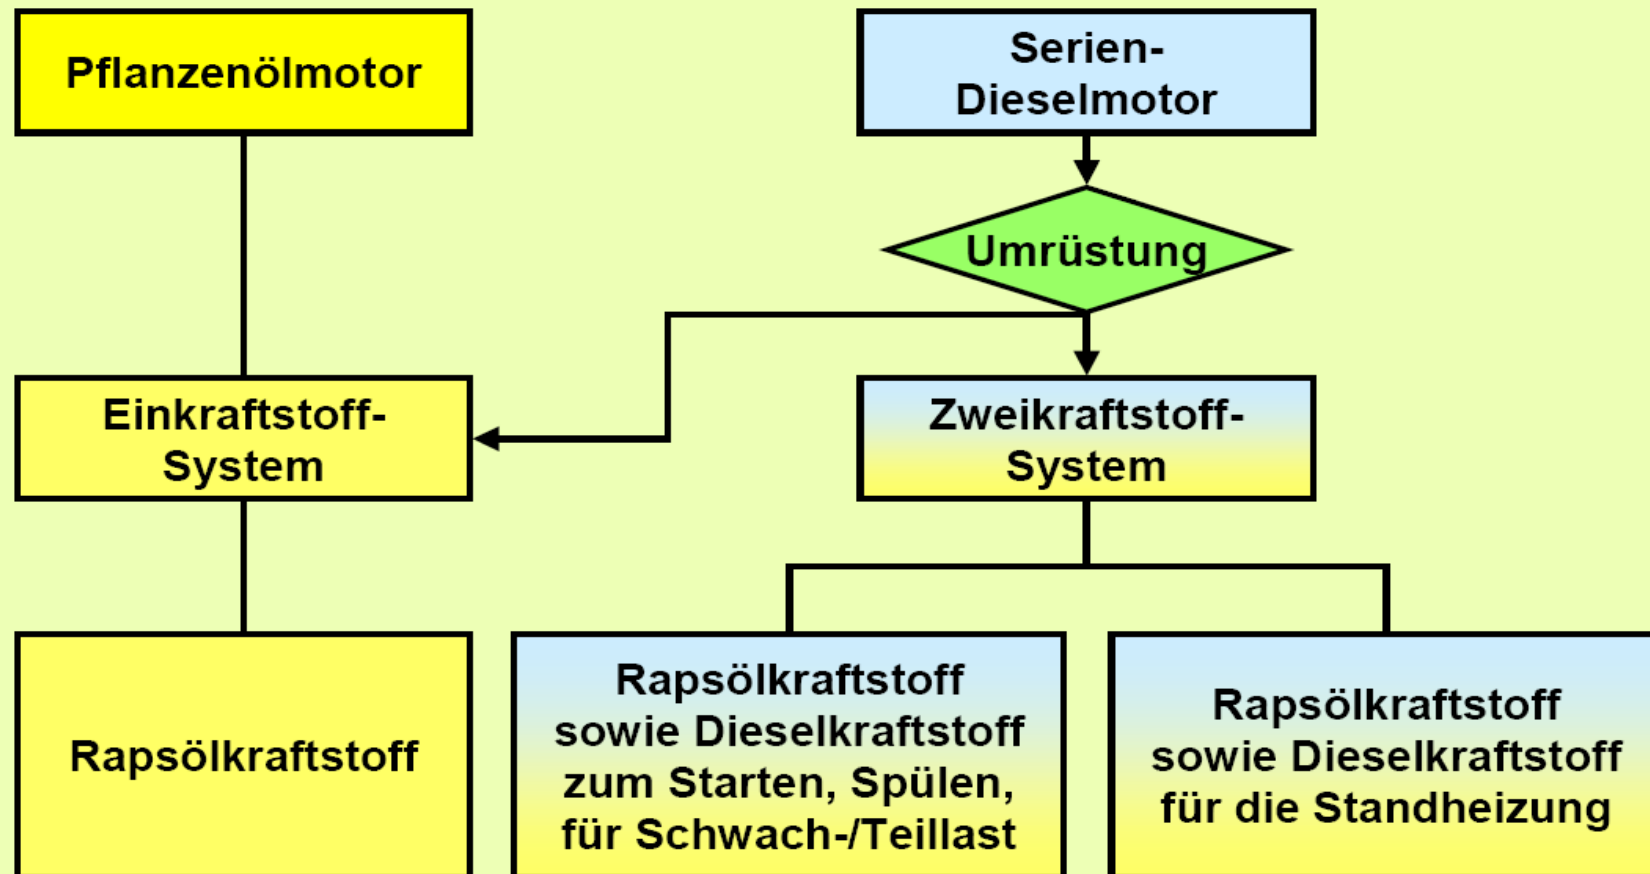 Pflanzenölmotor
Serien-
Dieselmotor
Umrüstung
Einkraftstoff-
System
Zweikraftstoff-
System
Rapsölkraftstoff
Rapsölkraftstoff
sowie Dieselkraftstoff
zum Starten, Spülen,
für Schwach-/Teillast
Rapsölkraftstoff
sowie Dieselkraftstoff
für die Standheizung